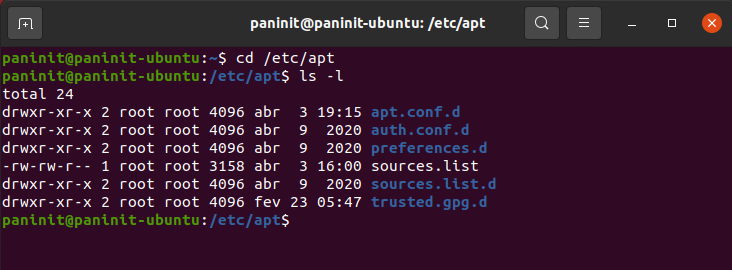 paninit@paninit-ubuntu: /etc/apt
paninit@paninit-ubuntu:~$ cd /etc/apt
paninit@paninit-ubuntu:/etc/apt$ ls -l
total 24
drwxr-xr-x 2 root root 4096 abr  3 19:15 apt.conf.d
drwxr-xr-x 2 root root 4096 abr  9  2020 auth.conf.d
drwxr-xr-x 2 root root 4096 abr  9  2020 preferences.d
-rw-rw-r-- 1 root root 3158 abr  3 16:00 sources.list
drwxr-xr-x 2 root root 4096 abr  9  2020 sources.list.d
drwxr-xr-x 2 root root 4096 fev 23 05:47 trusted.gpg.d
paninit@paninit-ubuntu:/etc/apt$